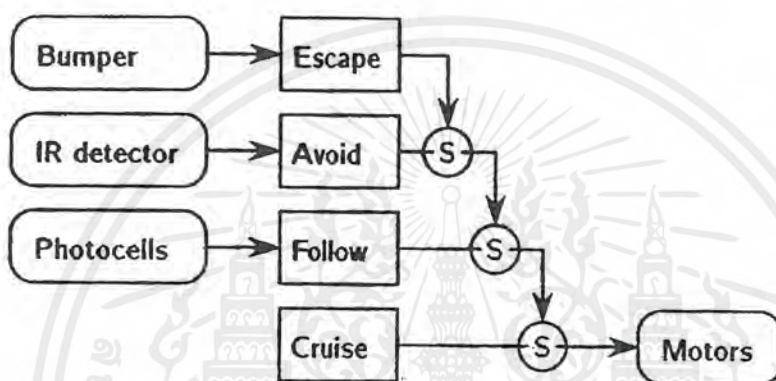 Bumper
Escape
IR detector
Avoid
S
Photocells
Follow
S
Cruise
S
Motors